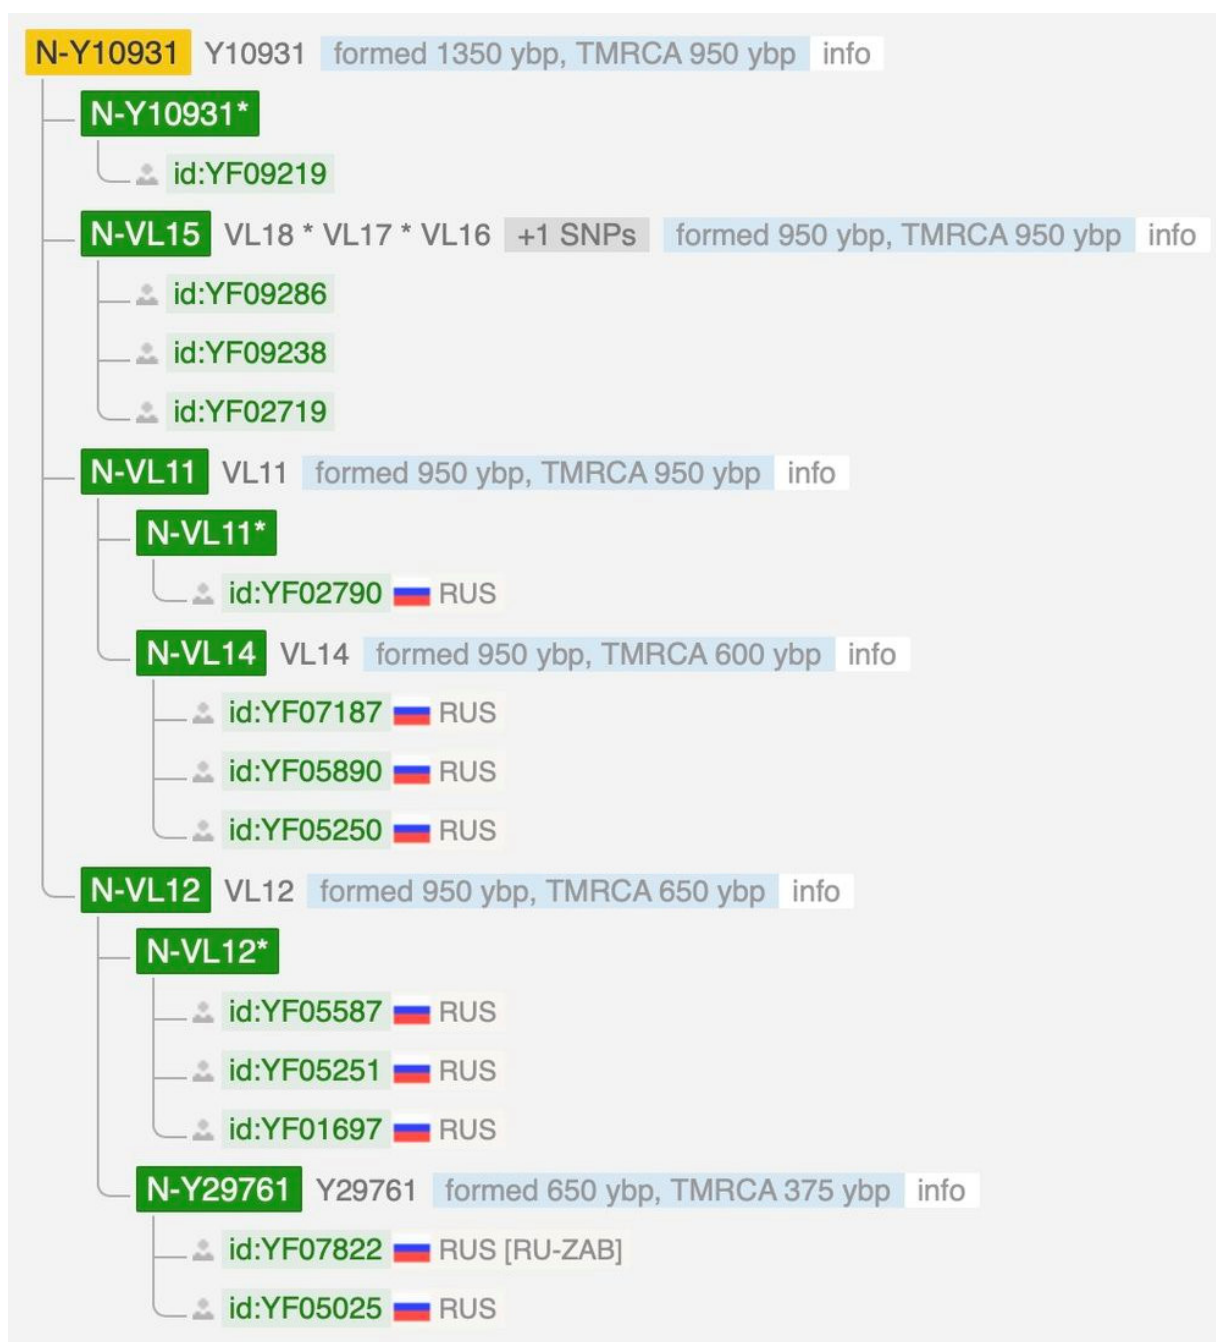 N-Y10931 Y10931 formed 1350 ybp, TMRCA 950 ybp info
N-Y10931*
id:YF09219
N-VL15 VL18 * VL17 * VL16 +1 SNPs formed 950 ybp, TMRCA 950 ybp info
id:YF09286
id:YF09238
id:YF02719
N-VL11 VL11 formed 950 ybp, TMRCA 950 ybp info
N-VL11*
id:YF02790 RUS
N-VL14 VL14 formed 950 ybp, TMRCA 600 ybp info
id:YF07187 RUS
id:YF05890 RUS
id:YF05250 RUS
N-VL12 VL12 formed 950 ybp, TMRCA 650 ybp info
N-VL12*
id:YF05587 RUS
id:YF05251 RUS
id:YF01697 RUS
N-Y29761 Y29761 formed 650 ybp, TMRCA 375 ybp info
id:YF07822 RUS [RU-ZAB]
id:YF05025 RUS